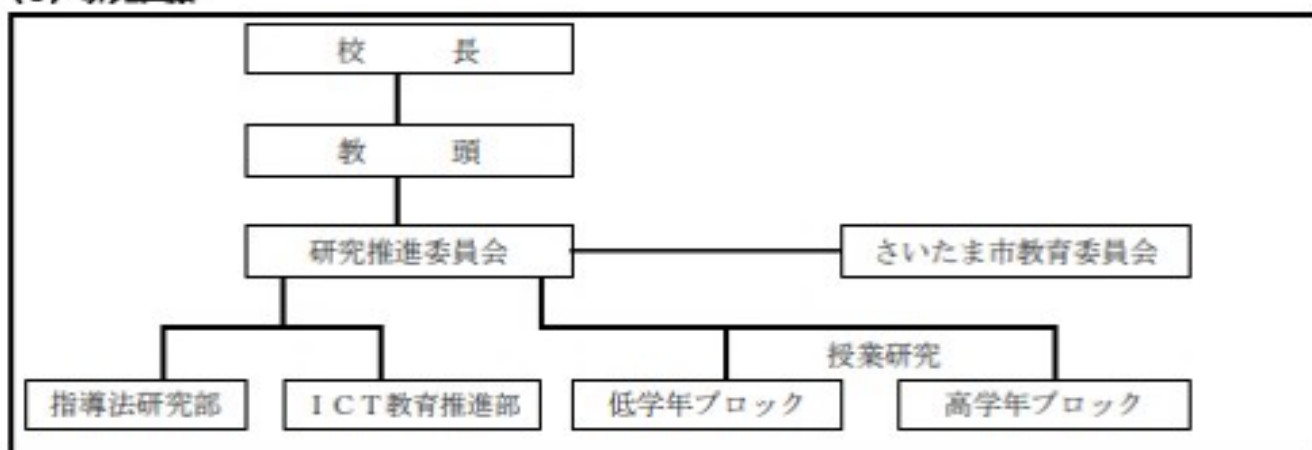 校 長
教 頭
研究推進委員会 さいたま市教育委員会
授業研究
指導法研究部 ＩＣＴ教育推進部 低学年ブロック 高学年ブロック